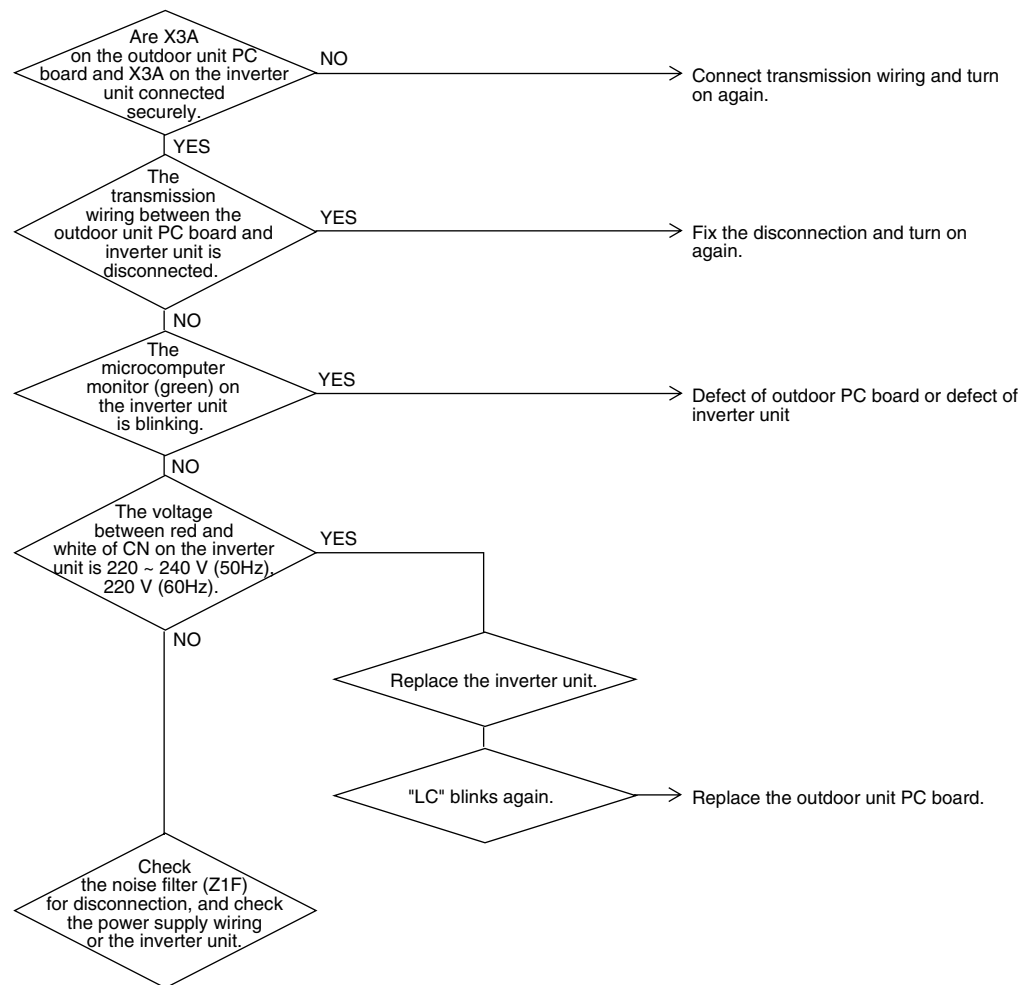 Are X3A
on the outdoor unit PC
board and X3A on the inverter
unit connected
securely.
NO
Connect transmission wiring and turn
on again.
YES
The
transmission
wiring between the
outdoor unit PC board and
inverter unit is
disconnected.
YES
Fix the disconnection and turn on
again.
NO
The
microcomputer
monitor (green) on
the inverter unit
is blinking.
YES
Defect of outdoor PC board or defect of
inverter unit
NO
The voltage
between red and
white of CN on the inverter
unit is 220 ~ 240 V (50Hz),
220 V (60Hz).
YES
NO
Replace the inverter unit.
"LC" blinks again.
Replace the outdoor unit PC board.
Check
the noise filter (Z1F)
for disconnection, and check
the power supply wiring
or the inverter unit.